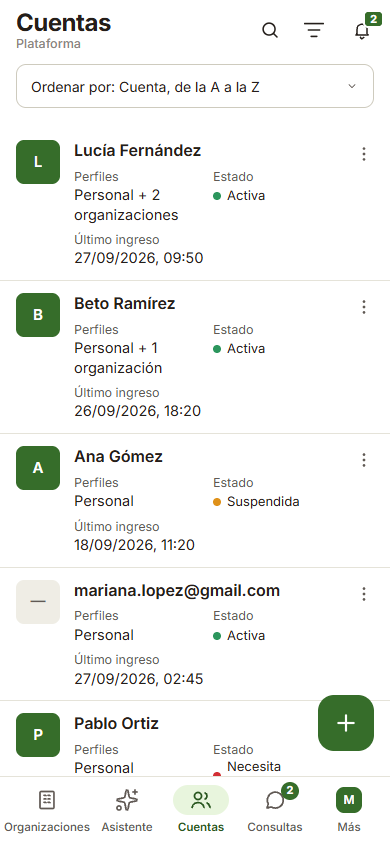 Cuentas
Plataforma
2
Ordenar por: Cuenta, de la A a la Z
L
Lucía Fernández
Perfiles
Estado
Personal + 2
organizaciones
Activa
Último ingreso
27/09/2026, 09:50
B
Beto Ramírez
Perfiles
Estado
Personal + 1
organización
Activa
Último ingreso
26/09/2026, 18:20
A
Ana Gómez
Perfiles
Estado
Personal
Suspendida
Último ingreso
18/09/2026, 11:20
—
mariana.lopez@gmail.com
Perfiles
Estado
Personal
Activa
Último ingreso
27/09/2026, 02:45
P
Pablo Ortiz
Perfiles
Estado
Personal
Necesita
Organizaciones
Asistente
Cuentas
2
Consultas
M
Más